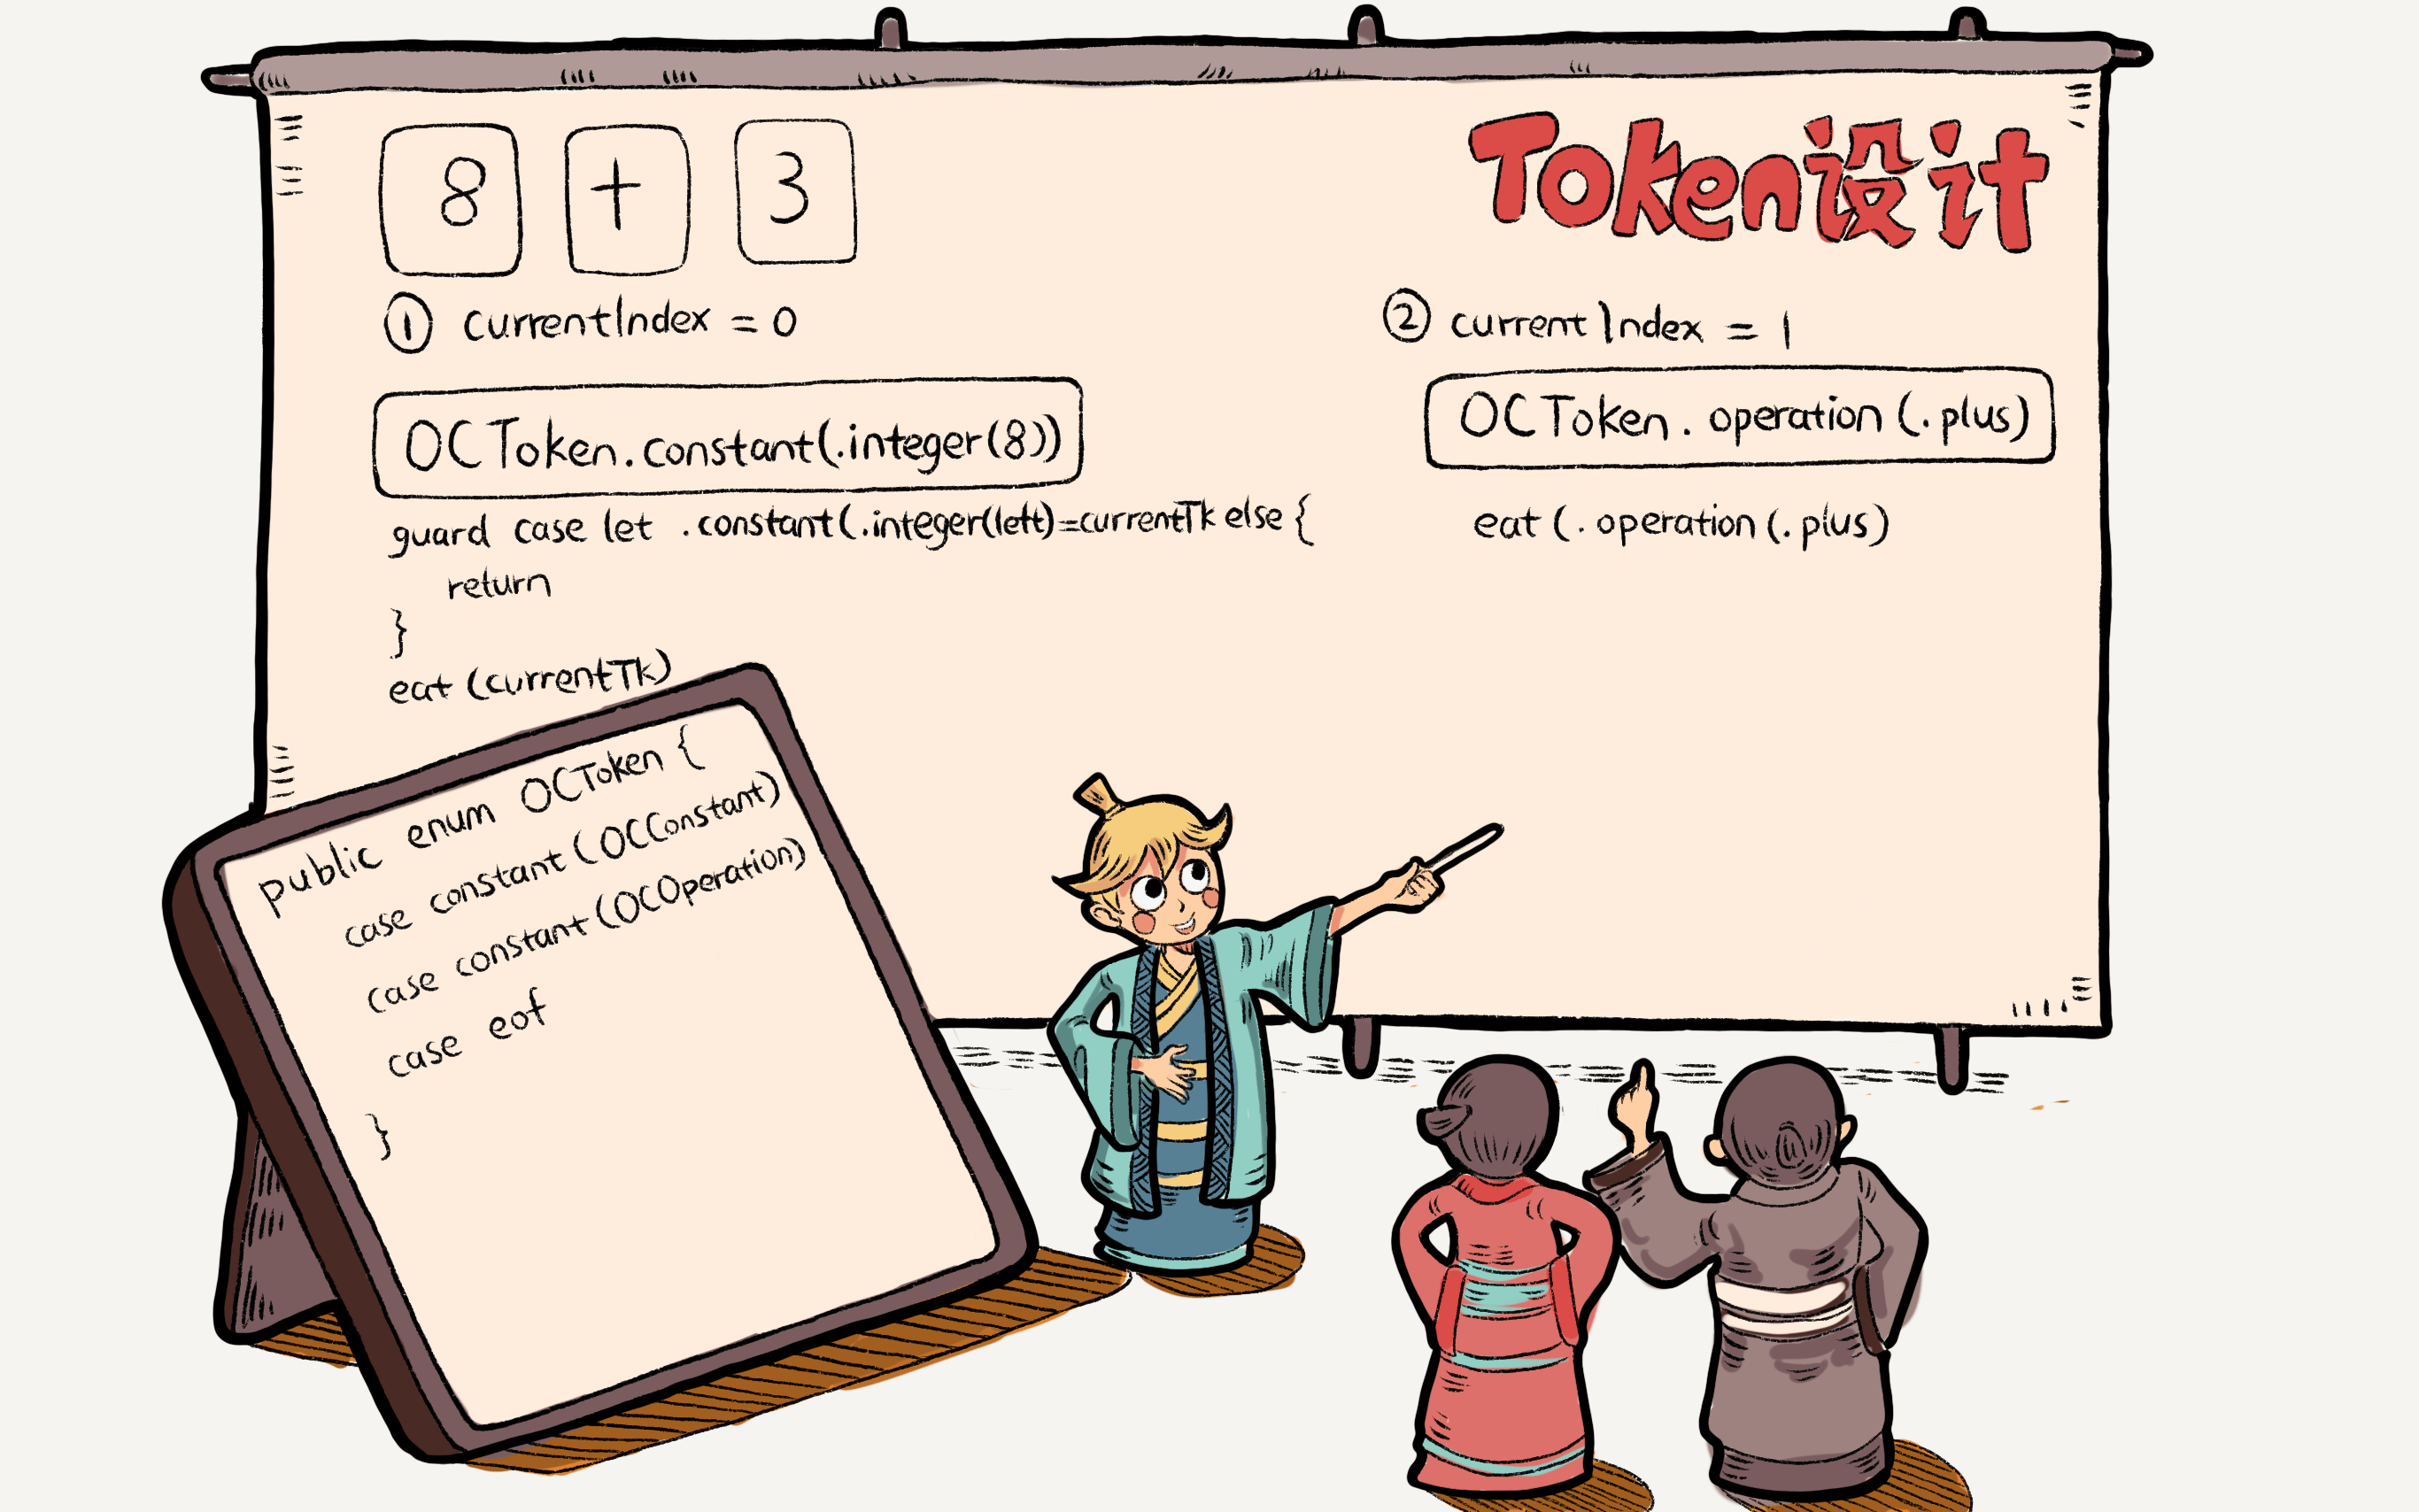 8 + 3
Token设计
① currentIndex = 0
OCToken.constant(.integer(8))
guard case let .constant(.integer(left)=currentTk else {
return
}
eat (currentTk)
② currentIndex = 1
OCToken.operation(.plus)
eat (.operation(.plus)
public enum OCToken {
case constant (OCConstant)
case constant (OCOperation)
case eof
}